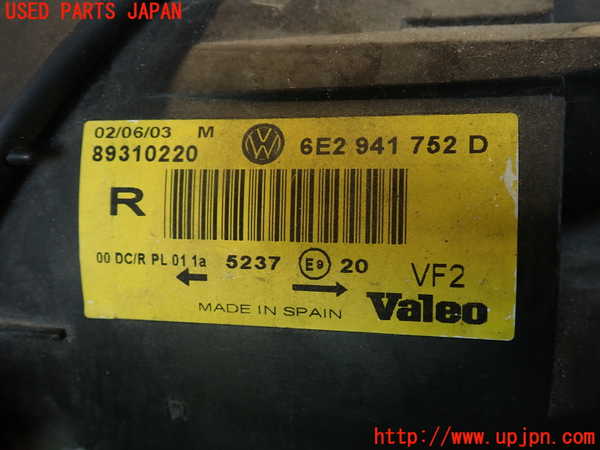 USED PARTS JAPAN
02/06/03 M
89310220 VW 6E2 941 752 D
R
00 DC/R PL 01 1a 5237 E9 20 VF2
MADE IN SPAIN Valeo
http://www.upjpn.com/